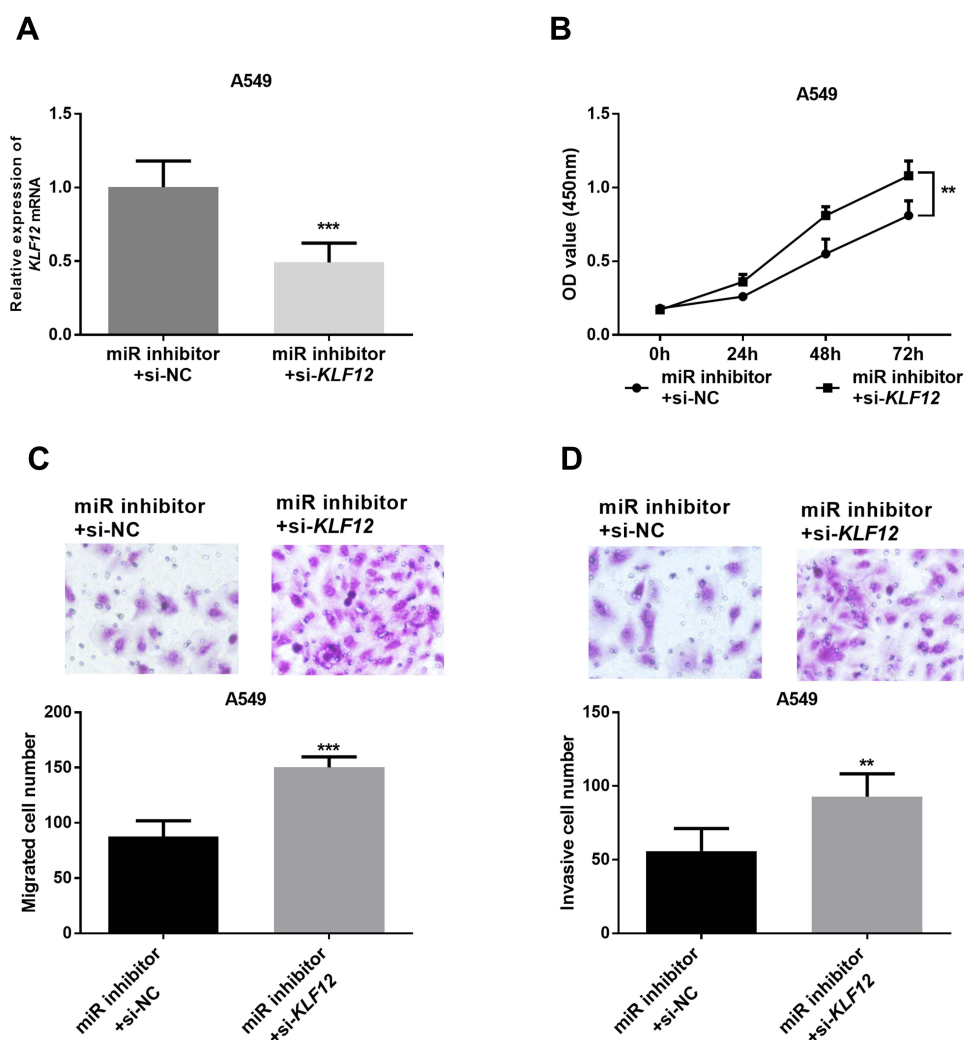 A
A549
Relative expression of
KLF12 mRNA
1.5
1.0
0.5
0.0
***
miR inhibitor
+si-NC
miR inhibitor
+si-KLF12
B
A549
OD value (450nm)
1.5
1.0
0.5
0.0
**
0h 24h 48h 72h
miR inhibitor
+si-NC
miR inhibitor
+si-KLF12
C
miR inhibitor
+si-NC
miR inhibitor
+si-KLF12
A549
Migrated cell number
200
150
100
50
0
***
miR inhibitor
+si-NC
miR inhibitor
+si-KLF12
D
miR inhibitor
+si-NC
miR inhibitor
+si-KLF12
A549
Invasive cell number
150
100
50
0
**
miR inhibitor
+si-NC
miR inhibitor
+si-KLF12